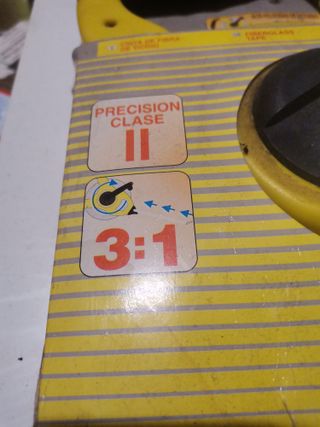 CINTA DE FIBRA
DE VIDRIO
FIBERGLASS
TAPE
PRECISION
CLASE
II
3:1